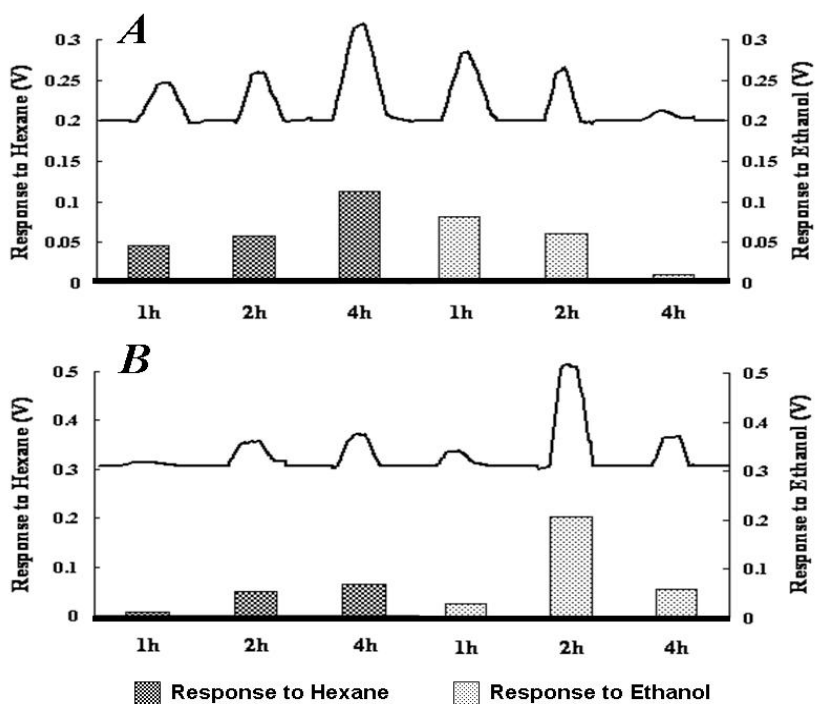 A
Response to Hexane (V)
0.3
0.25
0.2
0.15
0.1
0.05
0
0.3
0.25
0.2
0.15
0.1
0.05
0
Response to Ethanol (V)
1h 2h 4h 1h 2h 4h
B
Response to Hexane (V)
0.5
0.4
0.3
0.2
0.1
0
0.5
0.4
0.3
0.2
0.1
0
Response to Ethanol (V)
1h 2h 4h 1h 2h 4h
Response to Hexane Response to Ethanol